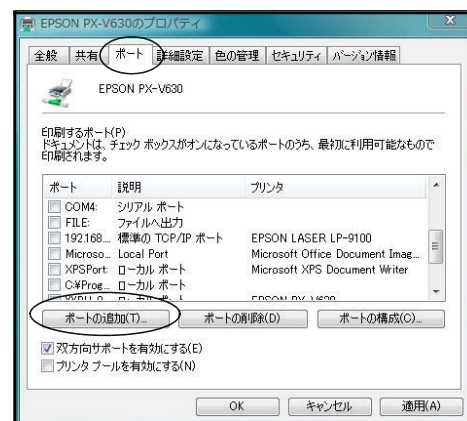 EPSON PX-V630のプロパティ
全般 共有 ポート 詳細設定 色の管理 セキュリティ バージョン情報
EPSON PX-V630
印刷するポート(P)
ドキュメントは、チェック ボックスがオンになっているポートのうち、最初に利用可能なもので
印刷されます。
ポート 説明 プリンタ
COM4: シリアル ポート
FILE: ファイルへ出力
192.168... 標準の TCP/IP ポート EPSON LASER LP-9100
Microso... Local Port Microsoft Office Document Imag...
XPSPort: ローカル ポート Microsoft XPS Document Writer
C:¥Prog... ローカル ポート
ローカル ポート EPSON PX-V630
ポートの追加(T)... ポートの削除(D) ポートの構成(C)...
双方向サポートを有効にする(E)
プリンタ プールを有効にする(N)
OK キャンセル 適用(A)